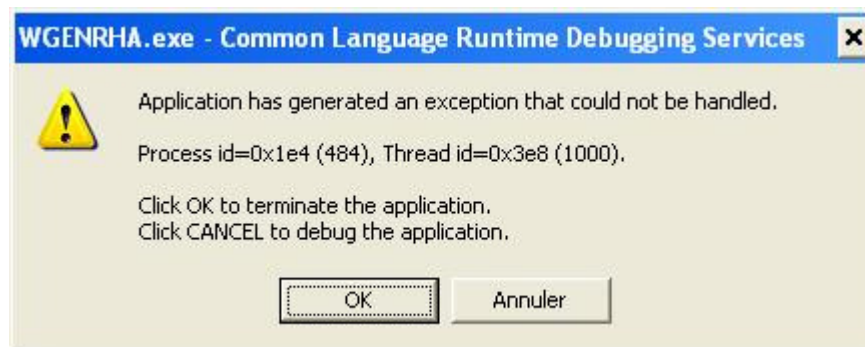 WGENRHA.exe - Common Language Runtime Debugging Services
Application has generated an exception that could not be handled.
Process id=0x1e4 (484), Thread id=0x3e8 (1000).
Click OK to terminate the application.
Click CANCEL to debug the application.
OK Annuler